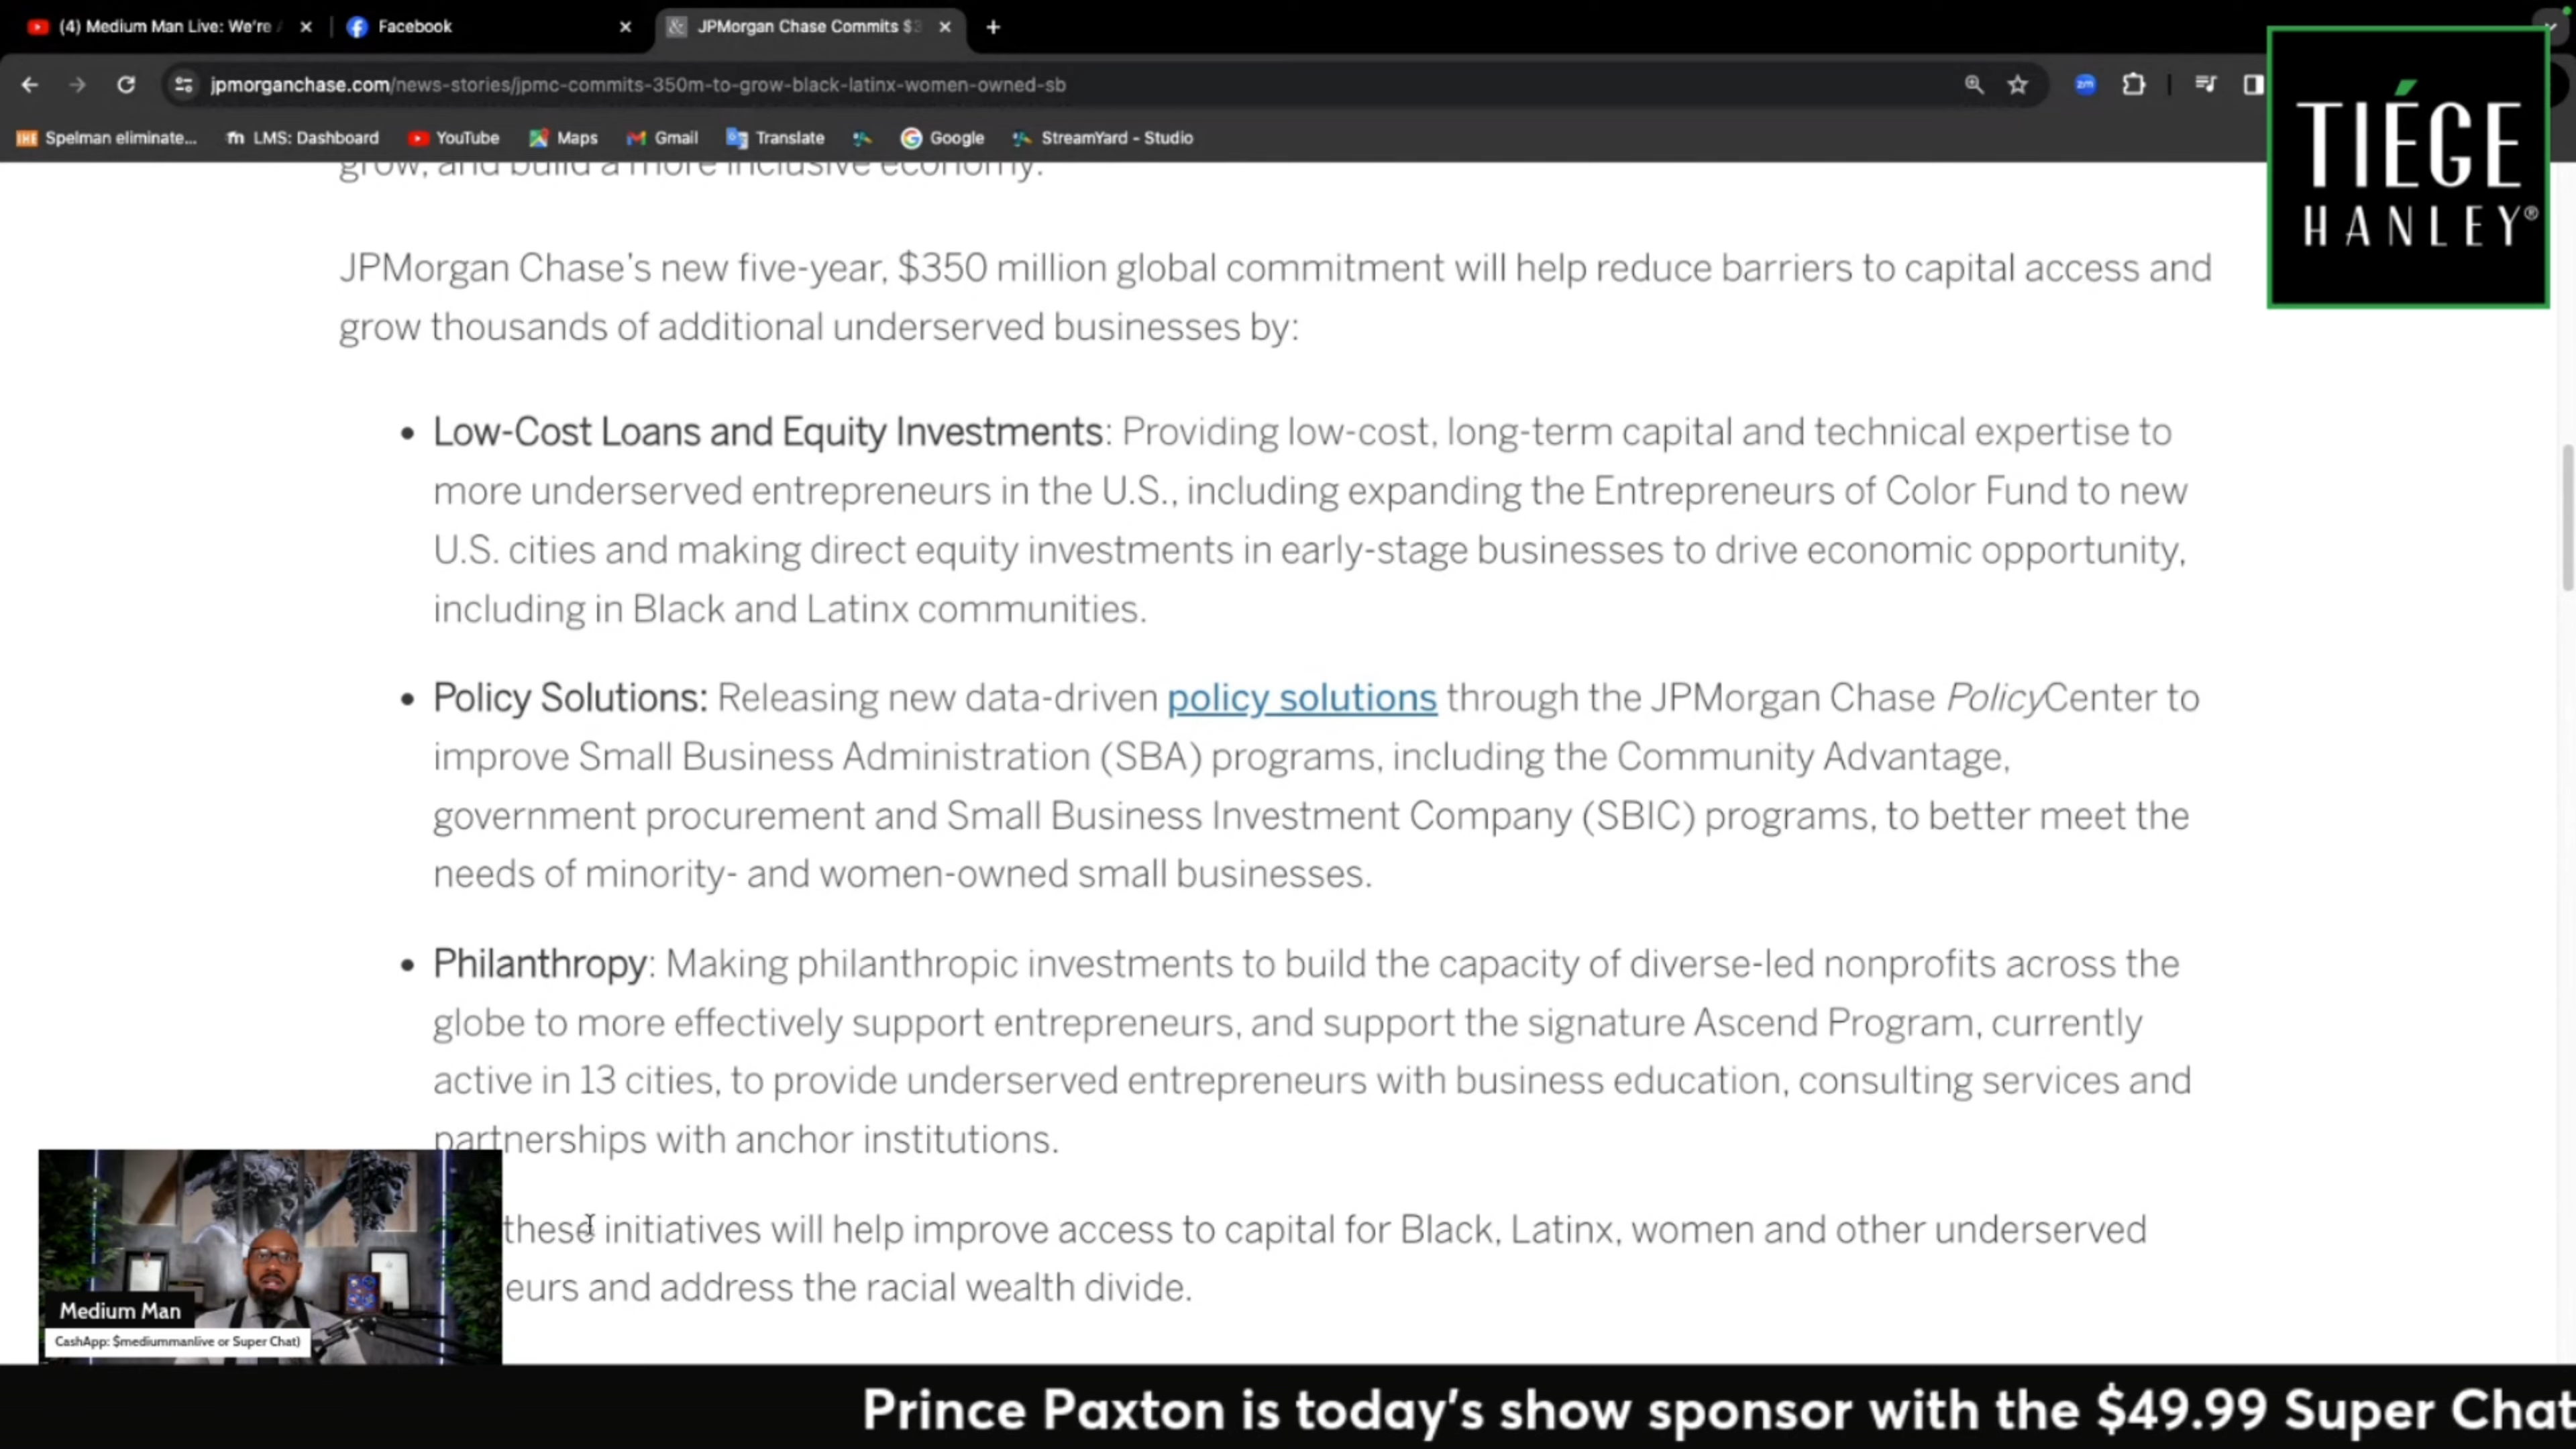 (4) Medium Man Live: We're
Facebook
JPMorgan Chase Commits $3
jpmorganchase.com/news-stories/jpmc-commits-350m-to-grow-black-latinx-women-owned-sb
zm
Spelman eliminate...
LMS: Dashboard
YouTube
Maps
Gmail
Translate
Google
StreamYard - Studio
TIÉGE
HANLEY®
grow, and build a more inclusive economy.
JPMorgan Chase's new five-year, $350 million global commitment will help reduce barriers to capital access and
grow thousands of additional underserved businesses by:
• Low-Cost Loans and Equity Investments: Providing low-cost, long-term capital and technical expertise to
more underserved entrepreneurs in the U.S., including expanding the Entrepreneurs of Color Fund to new
U.S. cities and making direct equity investments in early-stage businesses to drive economic opportunity,
including in Black and Latinx communities.
• Policy Solutions: Releasing new data-driven policy solutions through the JPMorgan Chase PolicyCenter to
improve Small Business Administration (SBA) programs, including the Community Advantage,
government procurement and Small Business Investment Company (SBIC) programs, to better meet the
needs of minority- and women-owned small businesses.
• Philanthropy: Making philanthropic investments to build the capacity of diverse-led nonprofits across the
globe to more effectively support entrepreneurs, and support the signature Ascend Program, currently
active in 13 cities, to provide underserved entrepreneurs with business education, consulting services and
partnerships with anchor institutions.
these initiatives will help improve access to capital for Black, Latinx, women and other underserved
eurs and address the racial wealth divide.
Medium Man
CashApp: $mediummanlive or Super Chat)
Prince Paxton is today's show sponsor with the $49.99 Super Chat